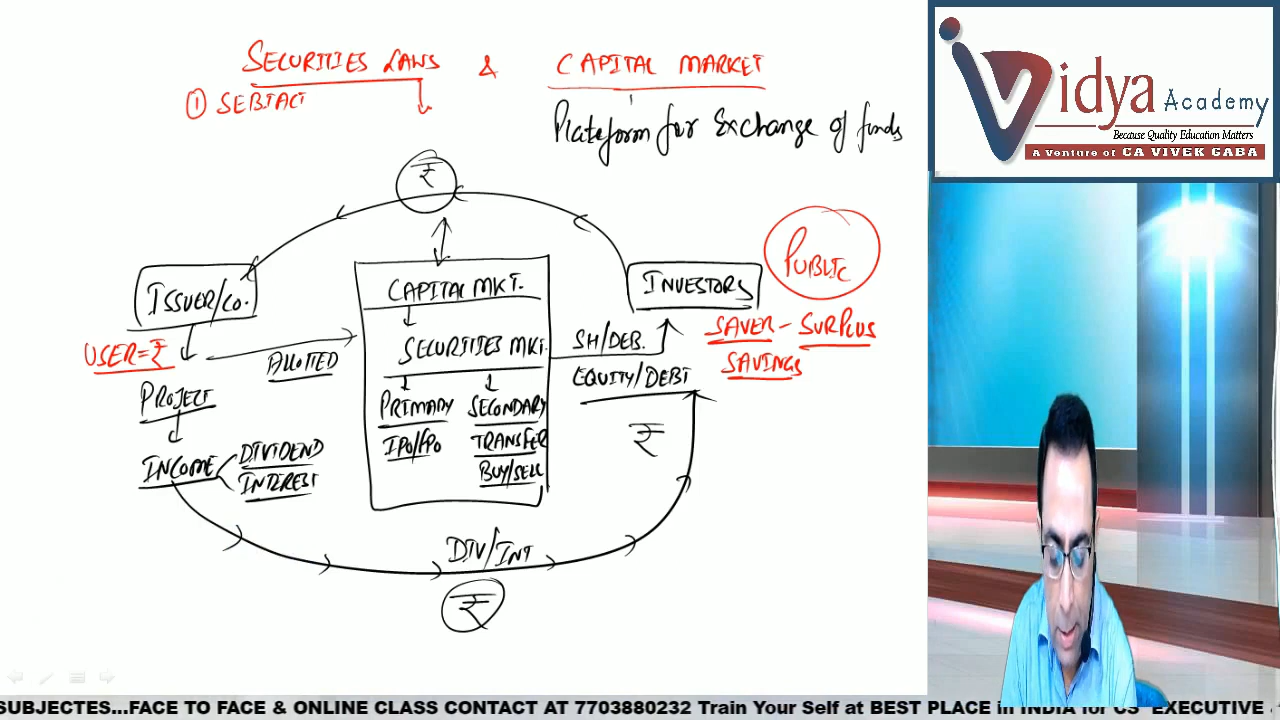 SECURITIES LAWS & CAPITAL MARKET
① SEBI ACT
Plateform for Exchange of funds
₹
ISSUER/CO.
USER=₹
PROJECT
INCOME
DIVIDEND
INTEREST
ALLOTTED
CAPITAL MKT.
SECURITIES MKT.
PRIMARY
IPO/FPO
SECONDARY
TRANSFER
BUY/SELL
SH/DEB.
EQUITY/DEBT
₹
INVESTORS
PUBLIC
SAVER - SURPLUS
SAVINGS
DIV/INT
₹
Vidya Academy
Because Quality Education Matters
A Venture of CA VIVEK GABA
SUBJECTES...FACE TO FACE & ONLINE CLASS CONTACT AT 7703880232 Train Your Self at BEST PLACE in INDIA for CS EXECUTIVE